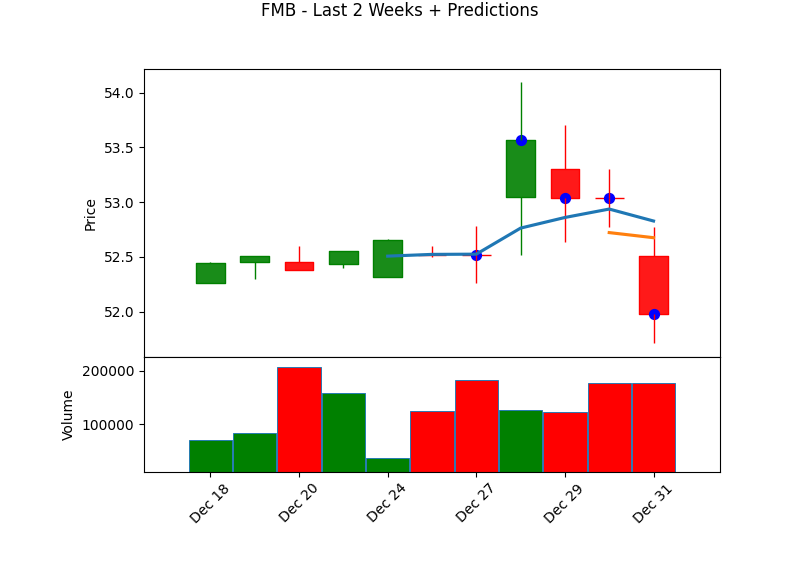 FMB - Last 2 Weeks + Predictions
54.0
53.5
53.0
52.5
52.0
Price
200000
100000
Volume
Dec 18
Dec 20
Dec 24
Dec 27
Dec 29
Dec 31